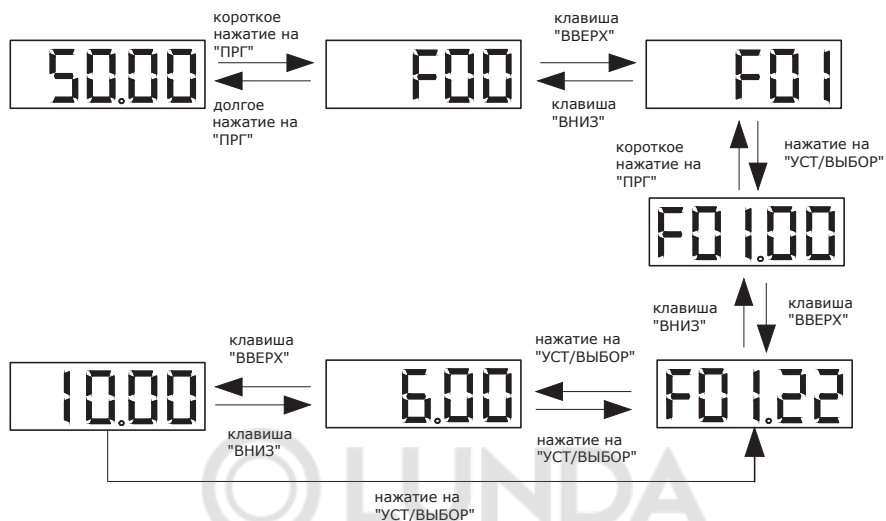 короткое
нажатие на
"ПРГ"
клавиша
"ВВЕРХ"
50.00
F00
F01
долгое
нажатие на
"ПРГ"
клавиша
"ВНИЗ"
короткое
нажатие на
"ПРГ"
нажатие на
"УСТ/ВЫБОР"
F01.00
клавиша
"ВНИЗ"
клавиша
"ВВЕРХ"
клавиша
"ВВЕРХ"
нажатие на
"УСТ/ВЫБОР"
10.00
6.00
F01.22
клавиша
"ВНИЗ"
нажатие на
"УСТ/ВЫБОР"
LUNDA
нажатие на
"УСТ/ВЫБОР"